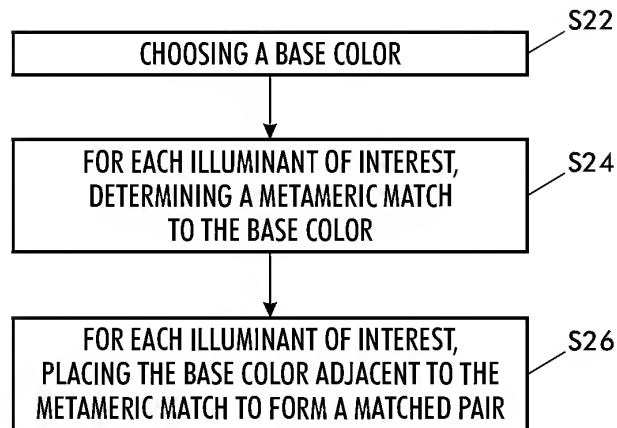 S22
CHOOSING A BASE COLOR
S24
FOR EACH ILLUMINANT OF INTEREST,
DETERMINING A METAMERIC MATCH
TO THE BASE COLOR
S26
FOR EACH ILLUMINANT OF INTEREST,
PLACING THE BASE COLOR ADJACENT TO THE
METAMERIC MATCH TO FORM A MATCHED PAIR